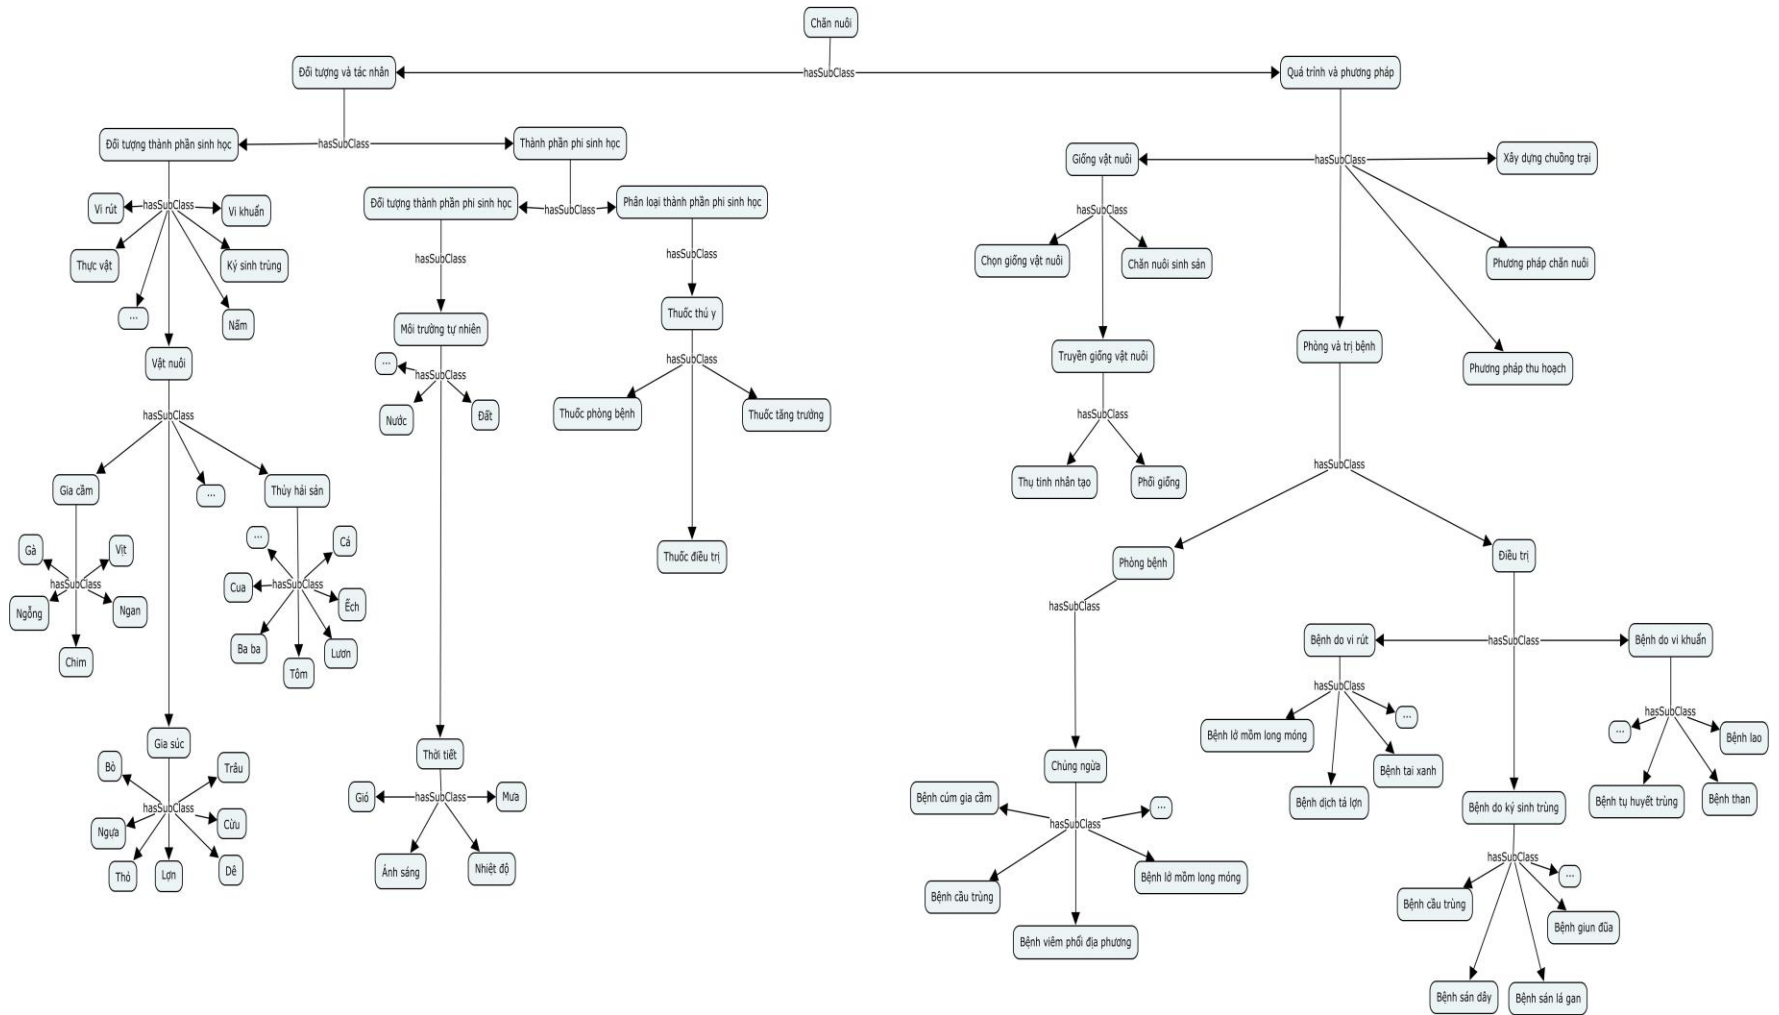 Chăn nuôi
hasSubClass
Đối tượng và tác nhân
Quá trình và phương pháp
hasSubClass
Đối tượng thành phần sinh học
Thành phần phi sinh học
hasSubClass
Vi rút
Vi khuẩn
Thực vật
Ký sinh trùng
...
Nấm
Vật nuôi
hasSubClass
Gia cầm
...
Thủy hải sản
hasSubClass
Gà
Vịt
Ngỗng
Ngan
Chim
hasSubClass
...
Cá
Cua
Ếch
Ba ba
Lươn
Tôm
Gia súc
hasSubClass
Bò
Trâu
Ngựa
Cừu
Thỏ
Lợn
Dê
hasSubClass
Đối tượng thành phần phi sinh học
Phân loại thành phần phi sinh học
hasSubClass
Môi trường tự nhiên
hasSubClass
...
Nước
Đất
Thời tiết
hasSubClass
Gió
Mưa
Ánh sáng
Nhiệt độ
hasSubClass
Thuốc thú y
hasSubClass
Thuốc phòng bệnh
Thuốc tăng trưởng
Thuốc điều trị
hasSubClass
Giống vật nuôi
Xây dựng chuồng trại
Phương pháp chăn nuôi
Phương pháp thu hoạch
Phòng và trị bệnh
hasSubClass
Chọn giống vật nuôi
Chăn nuôi sinh sản
Truyền giống vật nuôi
hasSubClass
Thụ tinh nhân tạo
Phối giống
hasSubClass
Phòng bệnh
Điều trị
hasSubClass
Chủng ngừa
hasSubClass
Bệnh cúm gia cầm
...
Bệnh cầu trùng
Bệnh lở mồm long móng
Bệnh viêm phổi địa phương
hasSubClass
Bệnh do vi rút
Bệnh do vi khuẩn
hasSubClass
Bệnh lở mồm long móng
...
Bệnh dịch tả lợn
Bệnh tai xanh
hasSubClass
...
Bệnh lao
Bệnh tụ huyết trùng
Bệnh than
Bệnh do ký sinh trùng
hasSubClass
...
Bệnh cầu trùng
Bệnh giun đũa
Bệnh sán dây
Bệnh sán lá gan